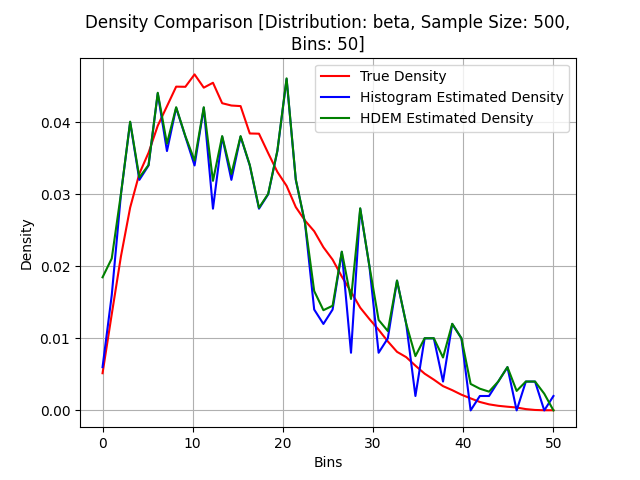 Density Comparison [Distribution: beta, Sample Size: 500,
Bins: 50]
True Density
Histogram Estimated Density
HDEM Estimated Density
Density
0.04
0.03
0.02
0.01
0.00
0
10
20
30
40
50
Bins